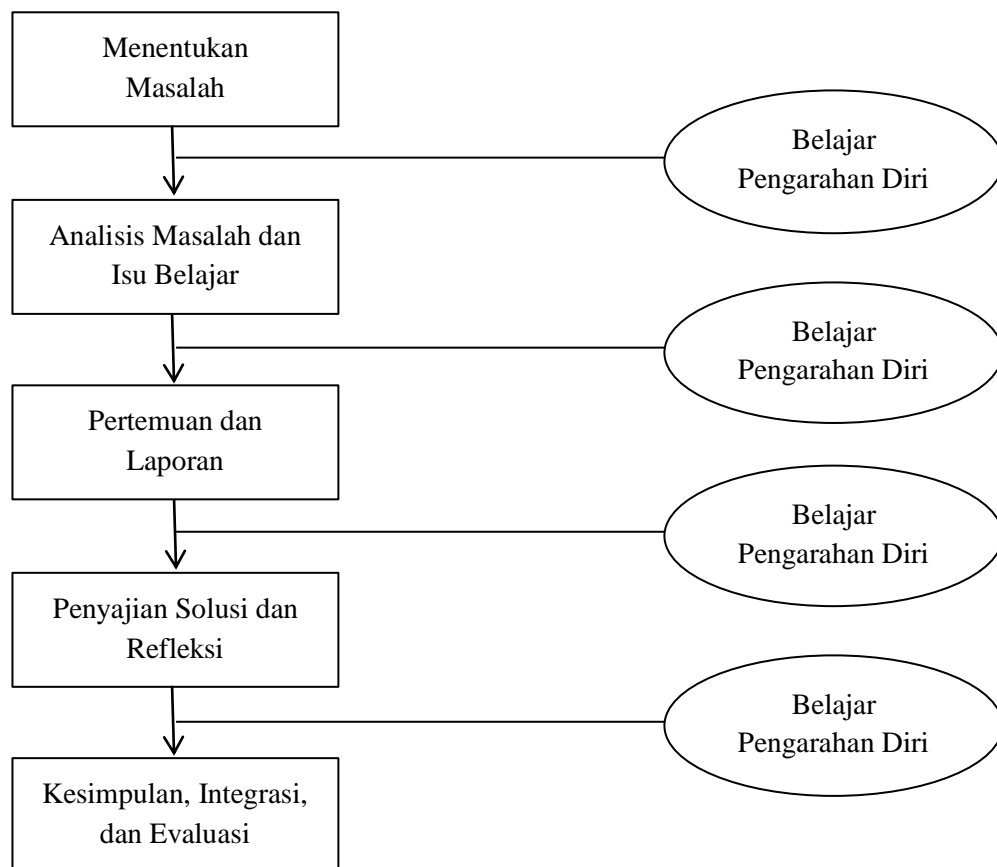 Menentukan
Masalah
Belajar
Pengarahan Diri
Analisis Masalah dan
Isu Belajar
Belajar
Pengarahan Diri
Pertemuan dan
Laporan
Belajar
Pengarahan Diri
Penyajian Solusi dan
Refleksi
Belajar
Pengarahan Diri
Kesimpulan, Integrasi,
dan Evaluasi